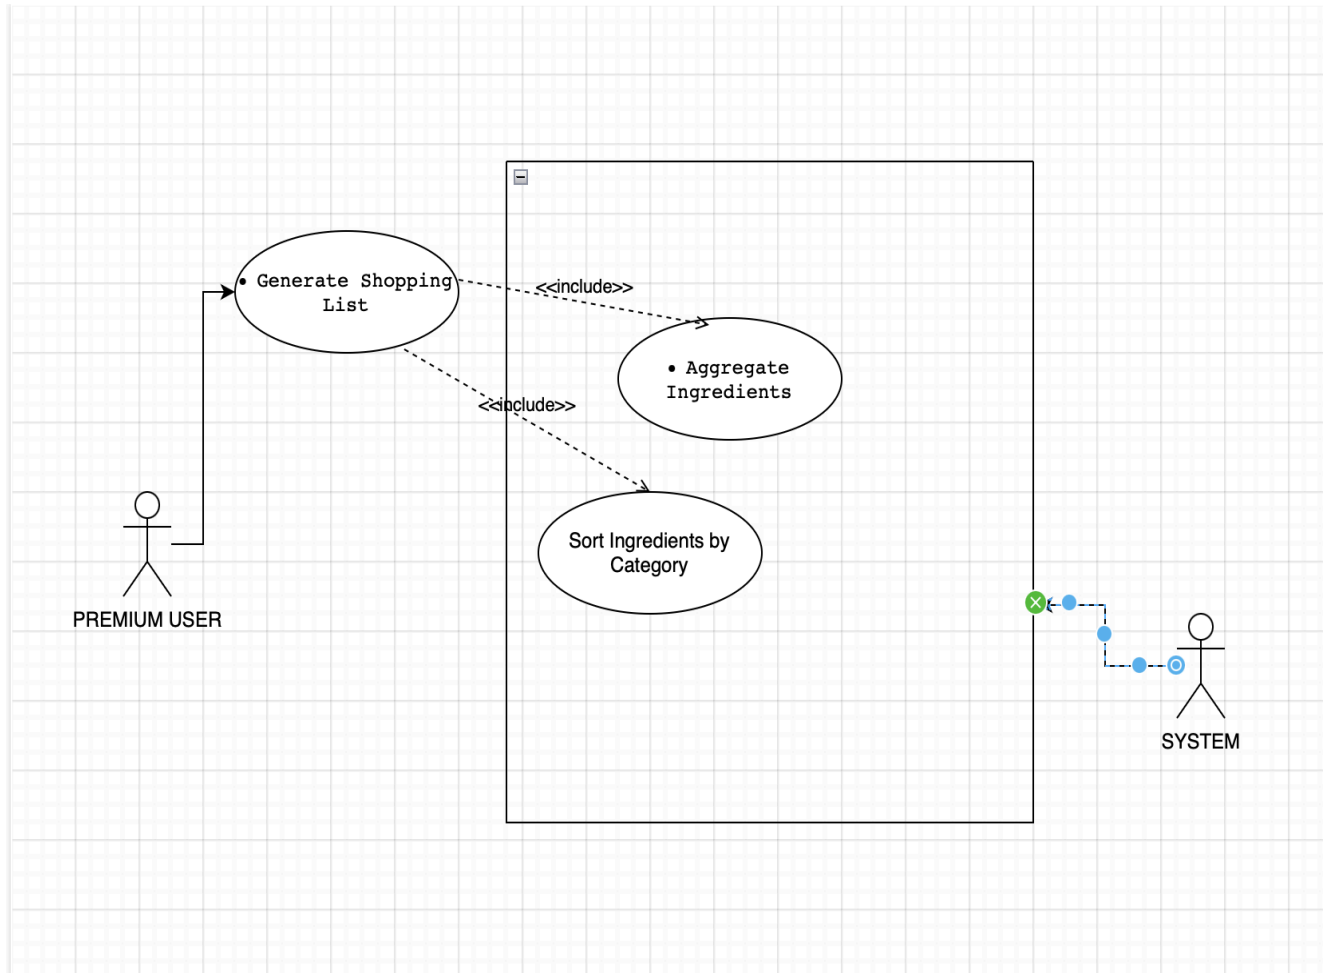 • Generate Shopping
List
<<include>>
• Aggregate
Ingredients
<<include>>
Sort Ingredients by
Category
PREMIUM USER
SYSTEM